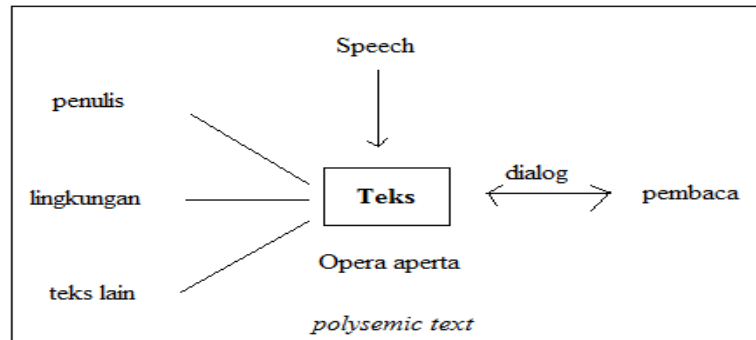 Speech
penulis
dialog
Teks
lingkungan
pembaca
Opera aperta
teks lain
polysemic text